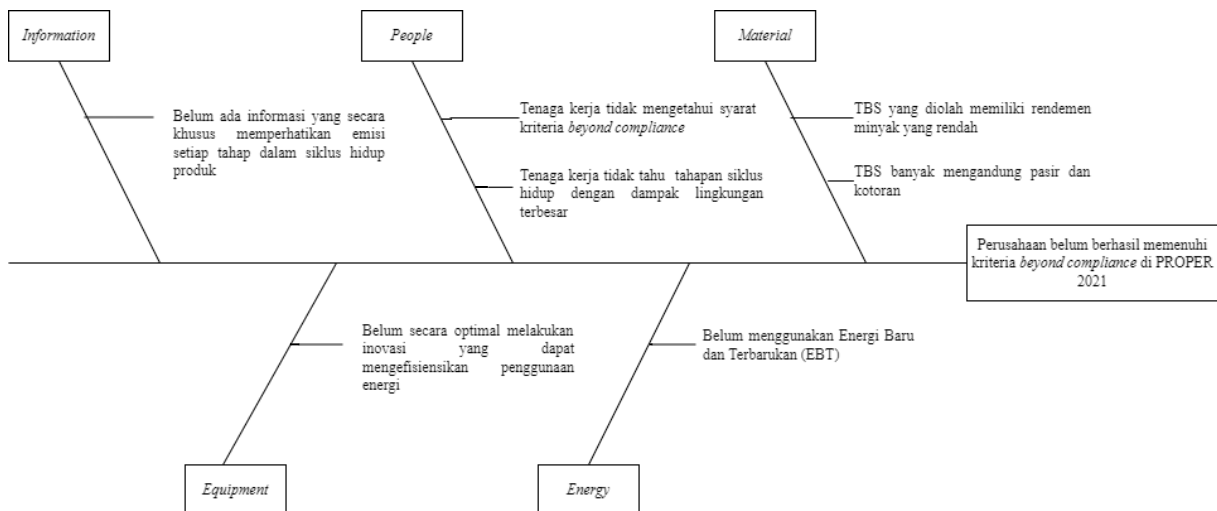 Information
People
Material
Belum ada informasi yang secara
khusus memperhatikan emisi
setiap tahap dalam siklus hidup
produk
Tenaga kerja tidak mengetahui syarat
kriteria beyond compliance
Tenaga kerja tidak tahu tahapan siklus
hidup dengan dampak lingkungan
terbesar
TBS yang diolah memiliki rendemen
minyak yang rendah
TBS banyak mengandung pasir dan
kotoran
Perusahaan belum berhasil memenuhi
kriteria beyond compliance di PROPER
2021
Belum secara optimal melakukan
inovasi yang dapat
mengefisiensikan penggunaan
energi
Belum menggunakan Energi Baru
dan Terbarukan (EBT)
Equipment
Energy